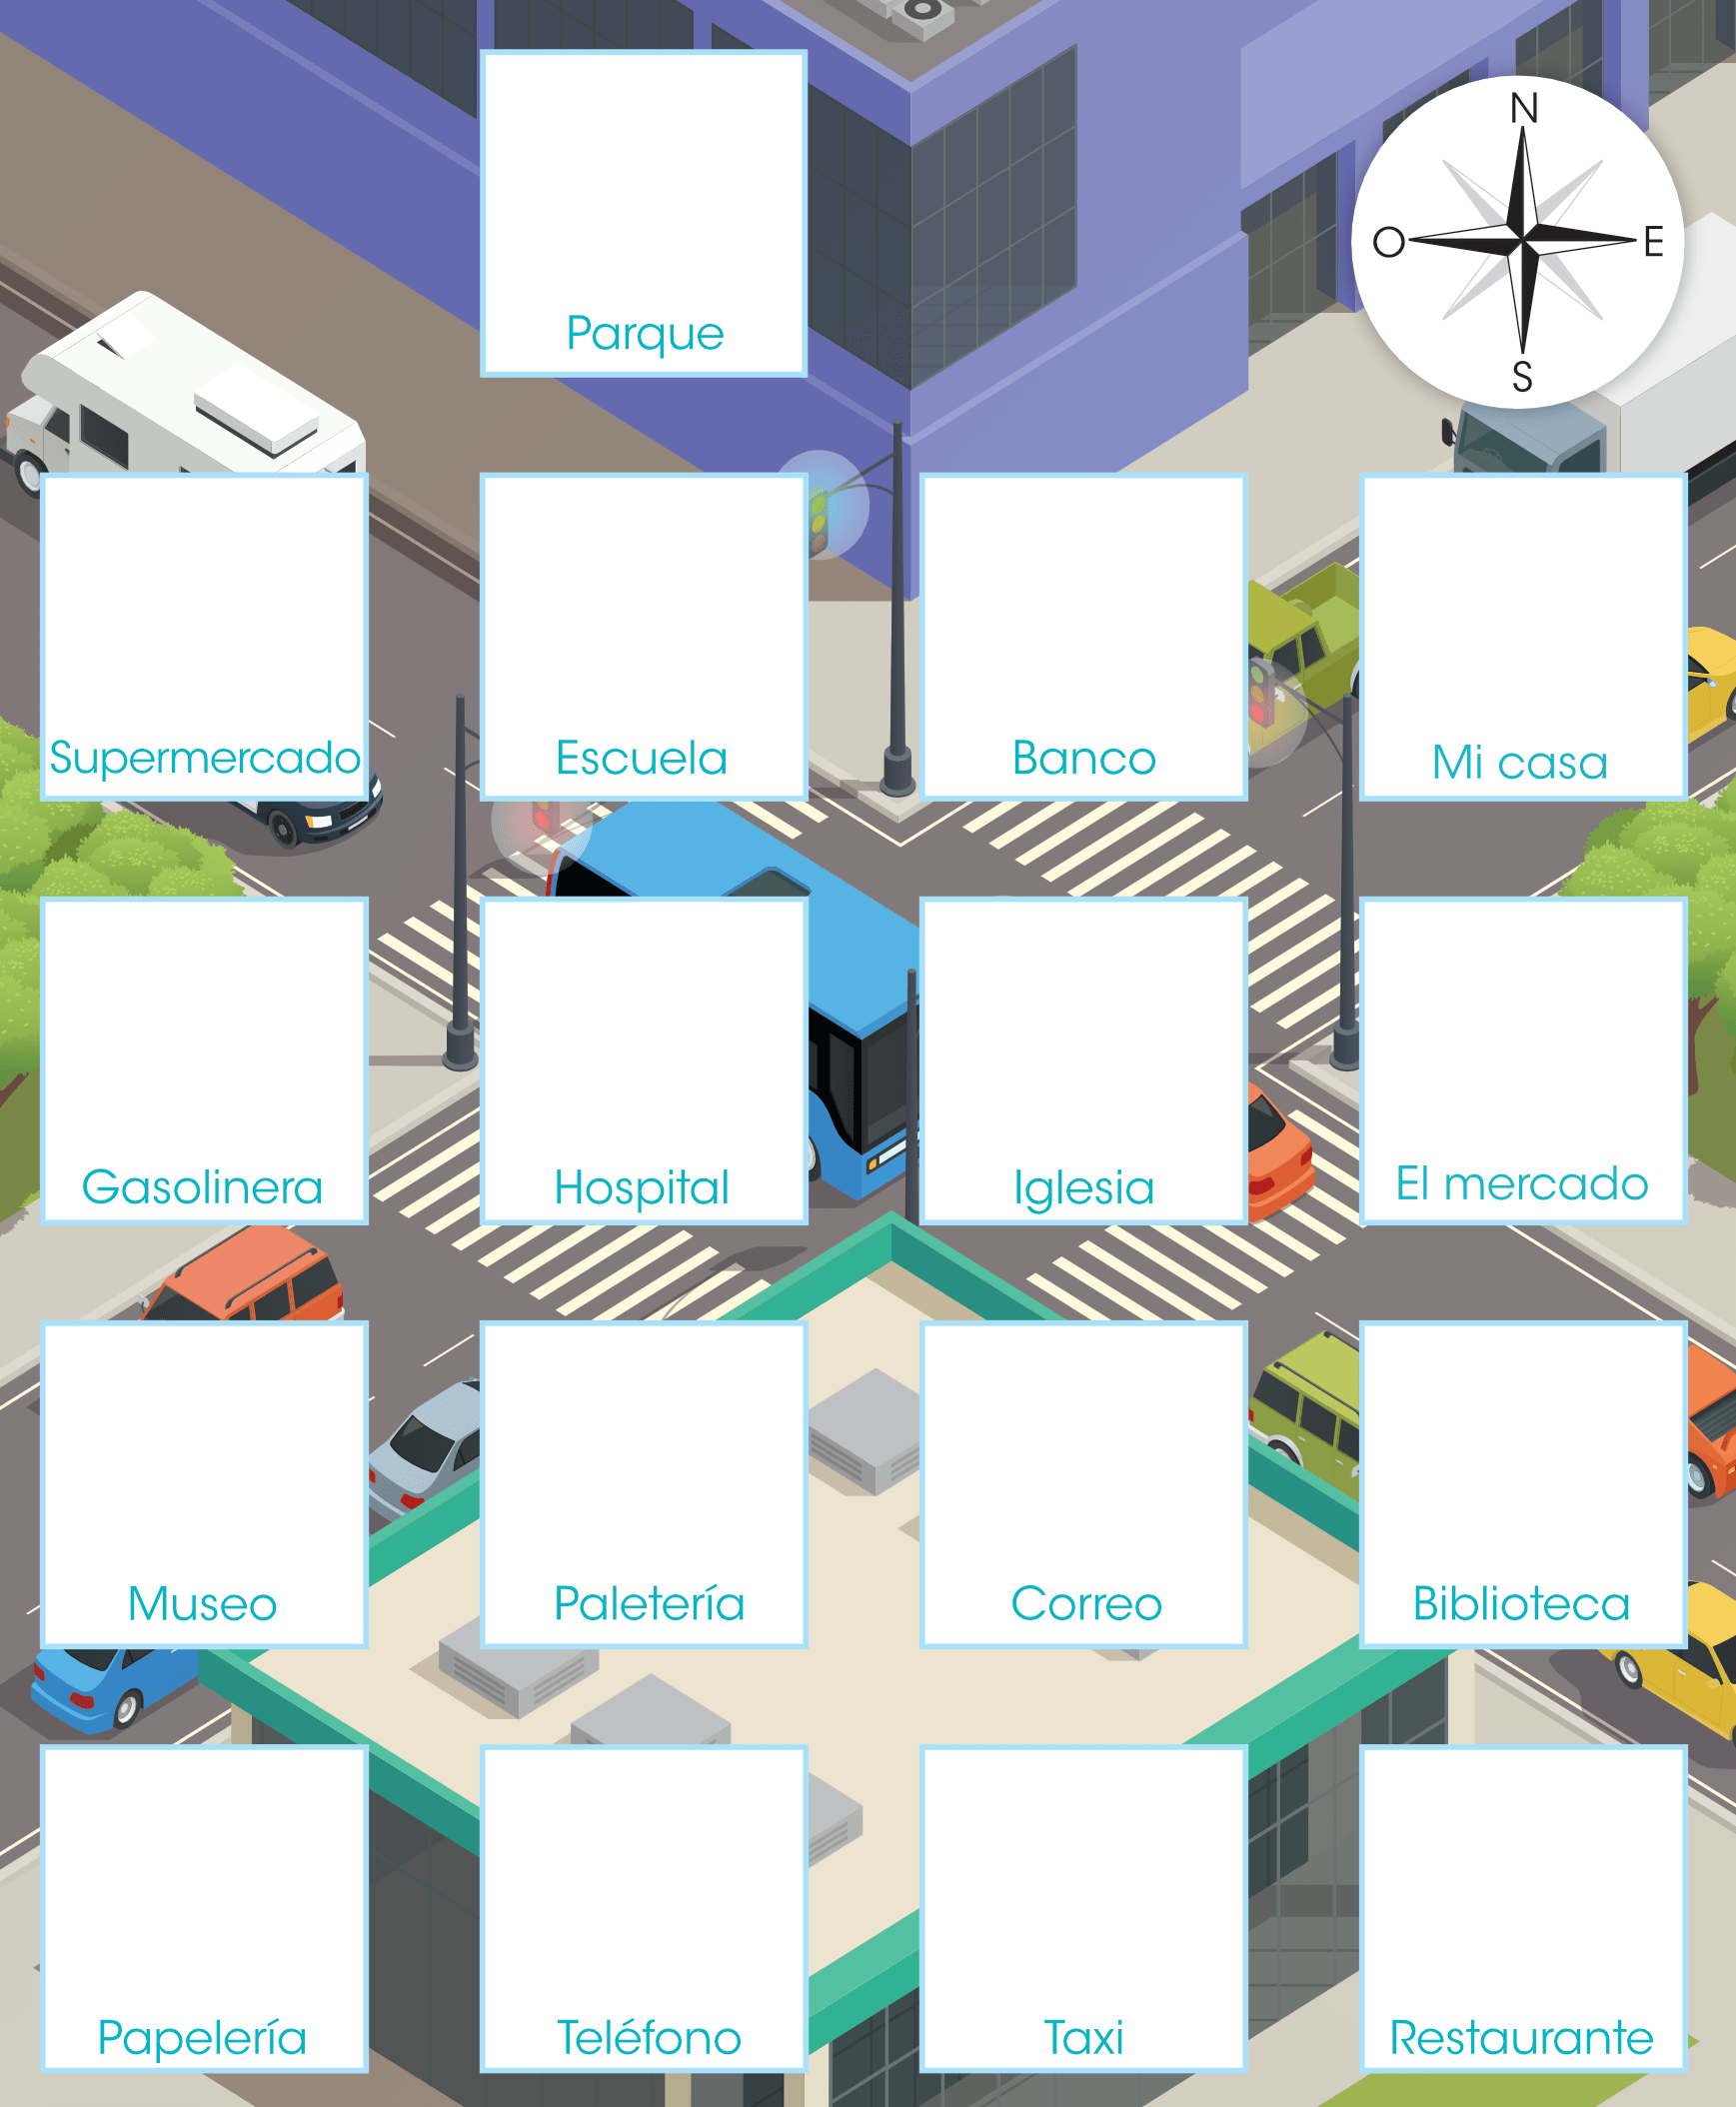 N
O E
S
Parque
Supermercado Escuela Banco Mi casa
Gasolinera Hospital Iglesia El mercado
Museo Paletería Correo Biblioteca
Papelería Teléfono Taxi Restaurante